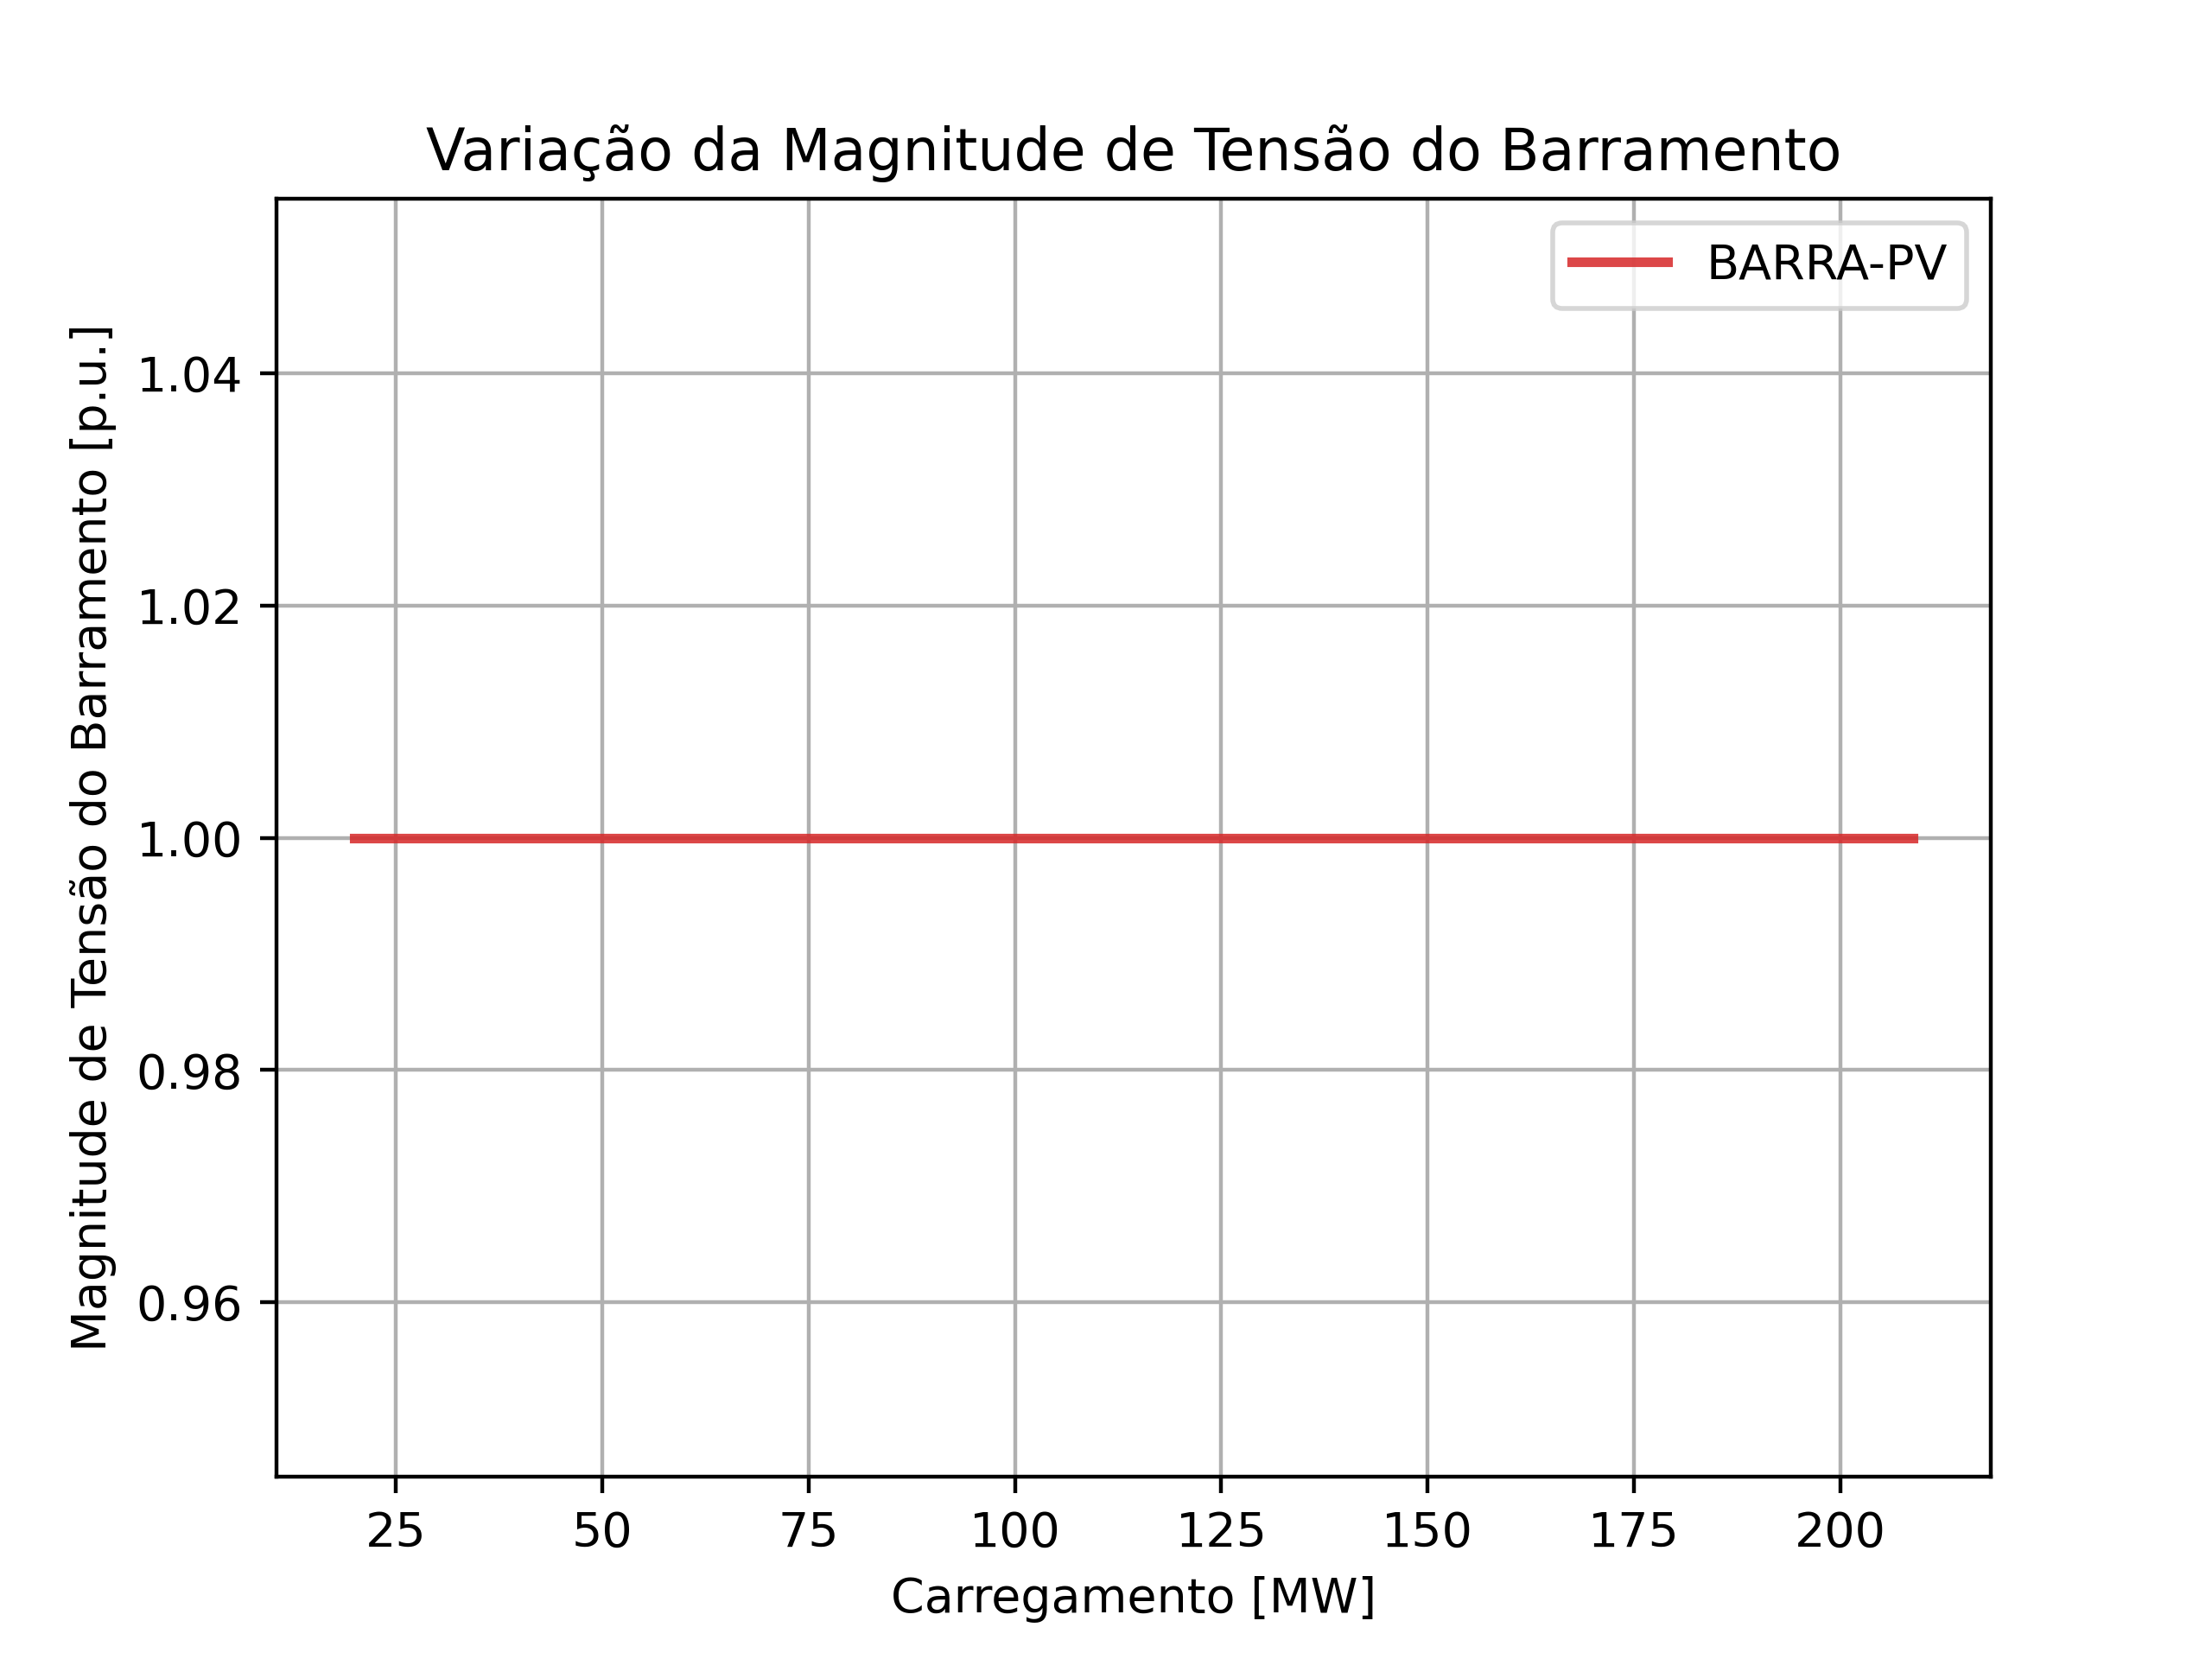 Variação da Magnitude de Tensão do Barramento
BARRA-PV
Magnitude de Tensão do Barramento [p.u.]
1.04
1.02
1.00
0.98
0.96
25 50 75 100 125 150 175 200
Carregamento [MW]